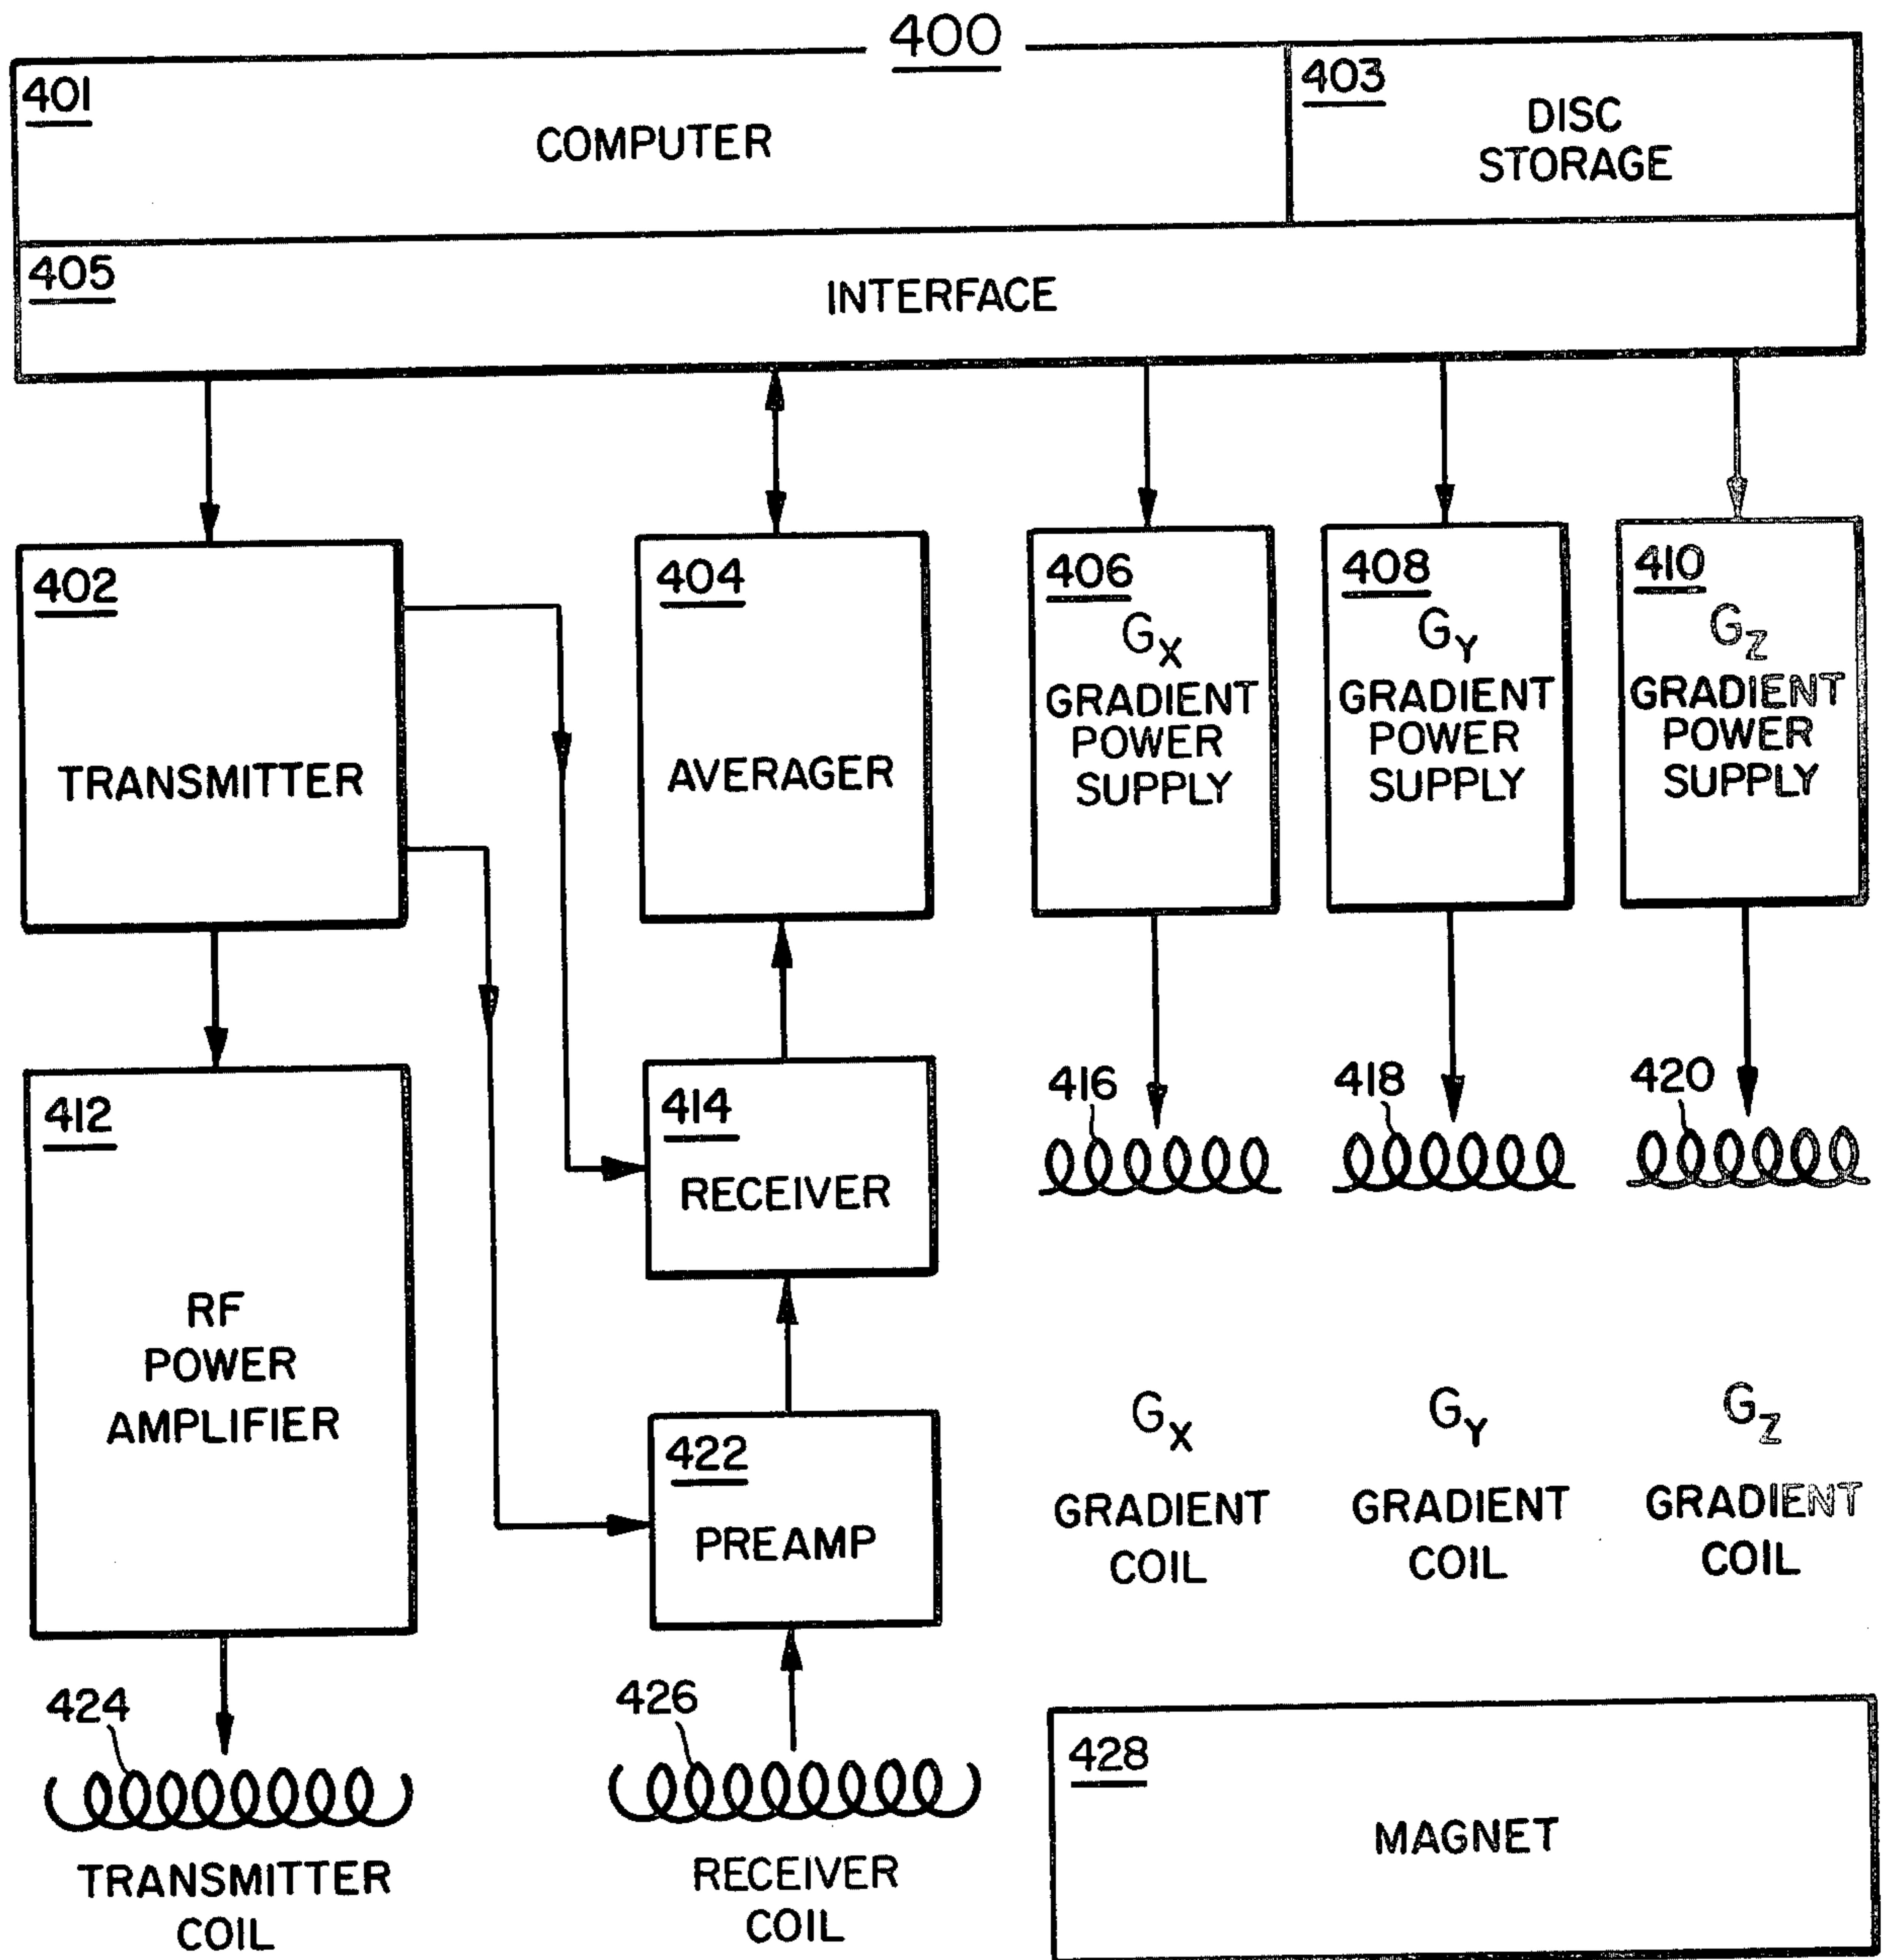 400
401
COMPUTER
403
DISC
STORAGE
405
INTERFACE
402
TRANSMITTER
404
AVERAGER
406
GX
GRADIENT
POWER
SUPPLY
408
GY
GRADIENT
POWER
SUPPLY
410
GZ
GRADIENT
POWER
SUPPLY
412
RF
POWER
AMPLIFIER
414
RECEIVER
416
418
420
422
PREAMP
GX
GRADIENT
COIL
GY
GRADIENT
COIL
GZ
GRADIENT
COIL
424
TRANSMITTER
COIL
426
RECEIVER
COIL
428
MAGNET